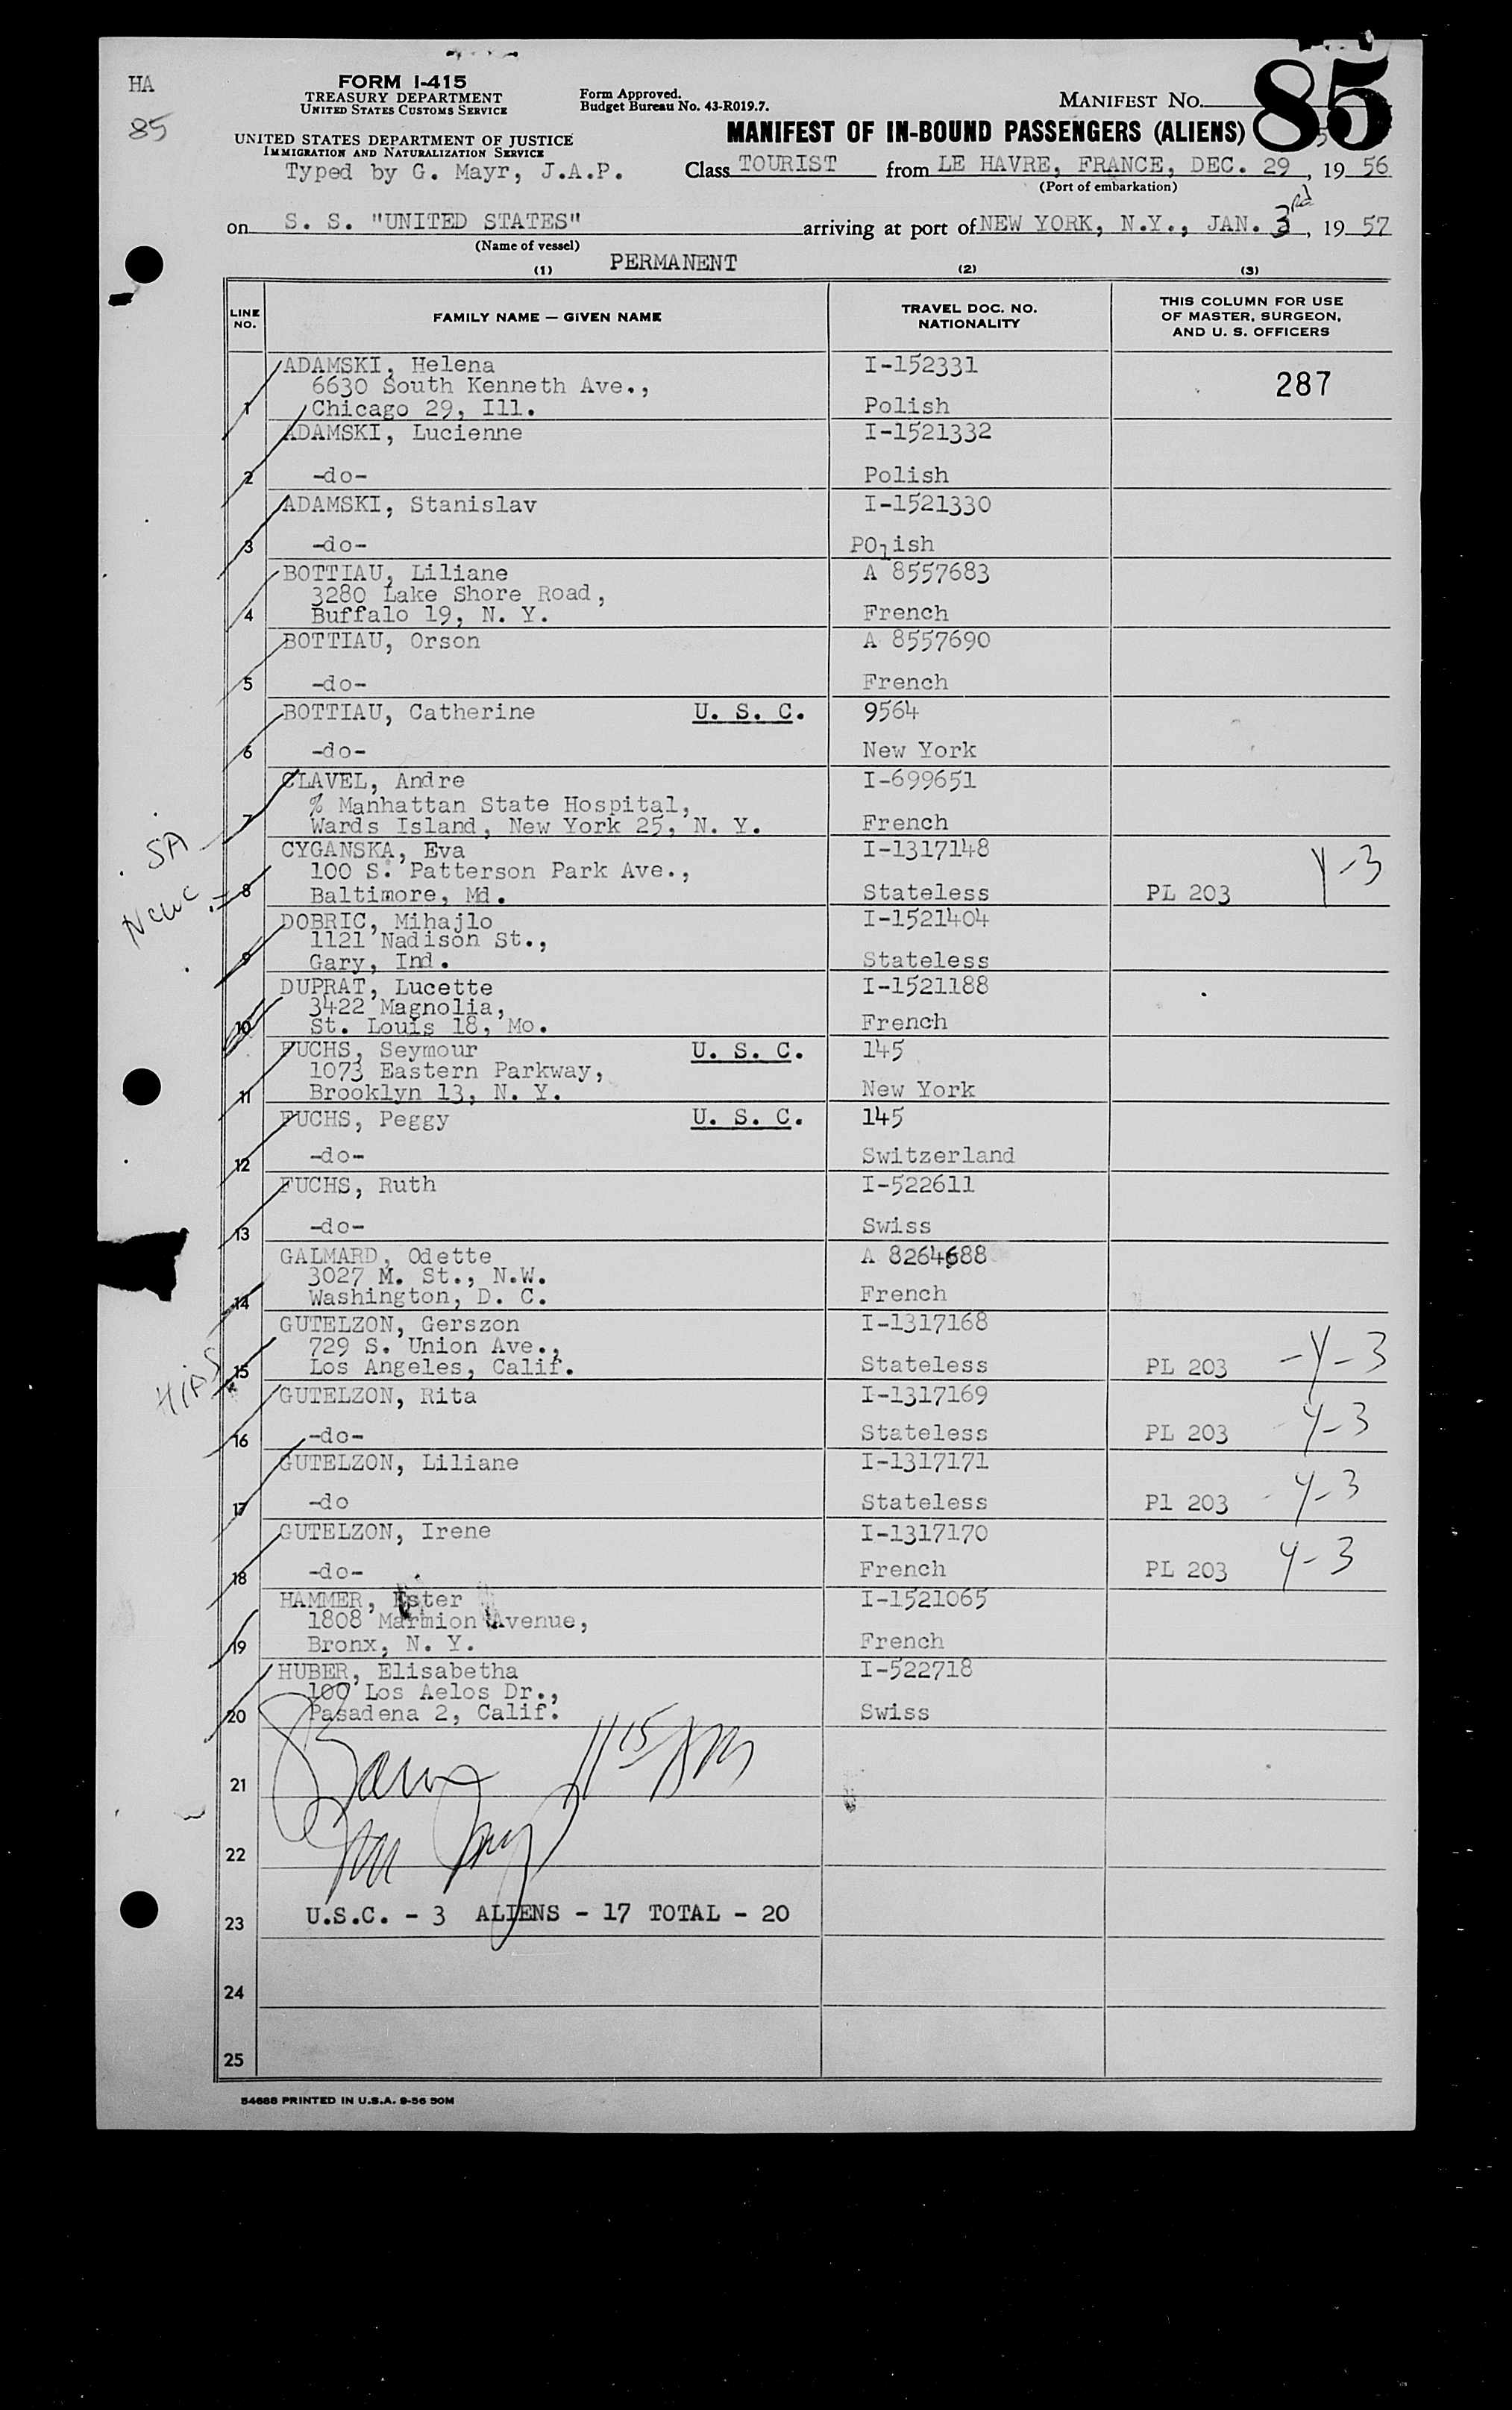 HA
85
FORM I-415
TREASURY DEPARTMENT
UNITED STATES CUSTOMS SERVICE
Form Approved.
Budget Bureau No. 43-R019.7.
MANIFEST No. 85
UNITED STATES DEPARTMENT OF JUSTICE
IMMIGRATION AND NATURALIZATION SERVICE
MANIFEST OF IN-BOUND PASSENGERS (ALIENS)
Typed by G. Mayr, J.A.P.
Class TOURIST from LE HAVRE, FRANCE, DEC. 29, 19 56
(Port of embarkation)
on S. S. "UNITED STATES" arriving at port of NEW YORK, N.Y., JAN. 3rd, 19 57
(Name of vessel)
(1) PERMANENT (2) (3)
LINE NO. FAMILY NAME — GIVEN NAME TRAVEL DOC. NO. NATIONALITY THIS COLUMN FOR USE OF MASTER, SURGEON, AND U. S. OFFICERS
ADAMSKI, Helena I-152331
6630 South Kenneth Ave., 287
1 Chicago 29, Ill. Polish
ADAMSKI, Lucienne I-1521332
2 -do- Polish
ADAMSKI, Stanislav I-1521330
3 -do- POlish
BOTTIAU, Liliane A 8557683
3280 Lake Shore Road,
4 Buffalo 19, N. Y. French
BOTTIAU, Orson A 8557690
5 -do- French
BOTTIAU, Catherine U. S. C. 9564
6 -do- New York
CLAVEL, Andre I-699651
% Manhattan State Hospital,
7 Wards Island, New York 25, N. Y. French
SA
CYGANSKA, Eva I-1317148
100 S. Patterson Park Ave., Y-3
8 Baltimore, Md. Stateless PL 203
NCWC
DOBRIC, Mihajlo I-1521404
1121 Nadison St.,
9 Gary, Ind. Stateless
DUPRAT, Lucette I-1521188
3422 Magnolia,
10 St. Louis 18, Mo. French
FUCHS, Seymour U. S. C. 145
1073 Eastern Parkway,
11 Brooklyn 13, N. Y. New York
FUCHS, Peggy U. S. C. 145
12 -do- Switzerland
FUCHS, Ruth I-522611
13 -do- Swiss
GALMARD, Odette A 8264688
3027 M. St., N.W.
14 Washington, D. C. French
GUTELZON, Gerszon I-1317168
729 S. Union Ave.,
HIAS 15 Los Angeles, Calif. Stateless PL 203 -Y-3
GUTELZON, Rita I-1317169
16 -do- Stateless PL 203 Y-3
GUTELZON, Liliane I-1317171
17 -do Stateless Pl 203 - Y-3
GUTELZON, Irene I-1317170
18 -do- French PL 203 Y-3
HAMMER, Ester I-1521065
1808 Marmion Avenue,
19 Bronx, N. Y. French
HUBER, Elisabetha I-522718
100 Los Aelos Dr.,
20 Pasadena 2, Calif. Swiss
21
22
23 U.S.C. - 3 ALIENS - 17 TOTAL - 20
24
25
54688 PRINTED IN U.S.A. 9-56 50M